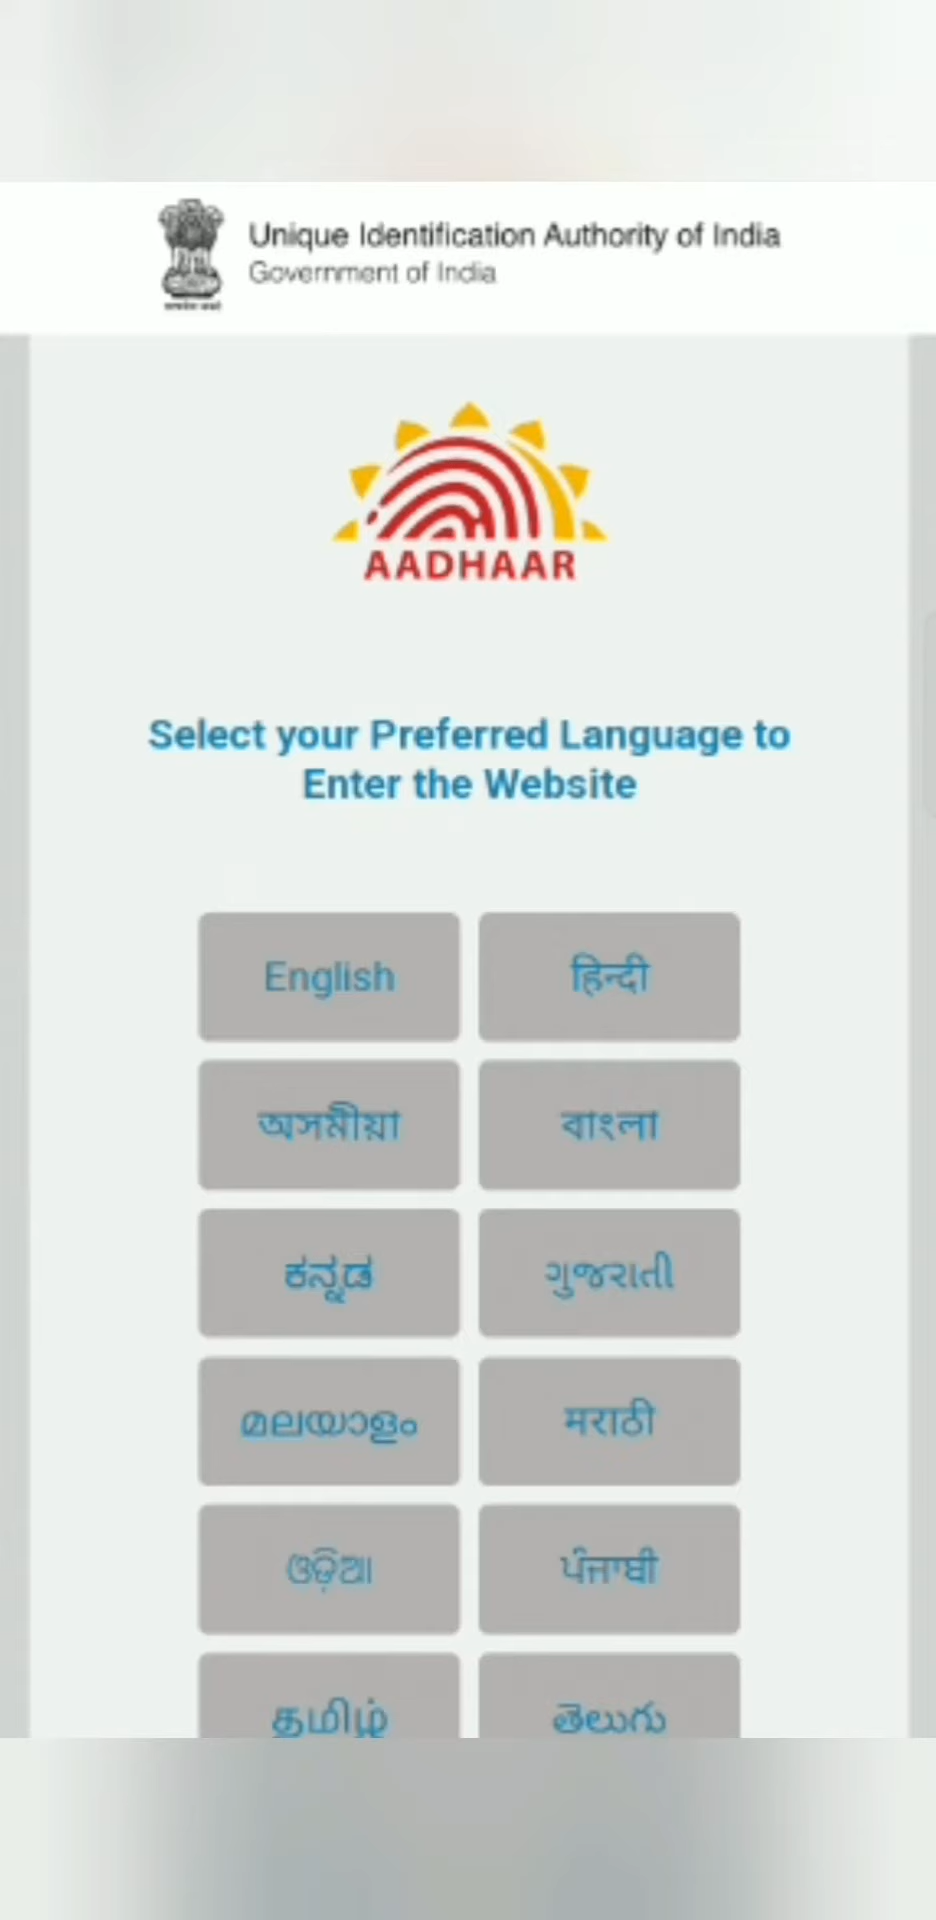 Unique Identification Authority of India
Government of India
AADHAAR
Select your Preferred Language to
Enter the Website
English
हिन्दी
অসমীয়া
বাংলা
ಕನ್ನಡ
ગુજરાતી
മലയാളം
मराठी
ଓଡ଼ିଆ
ਪੰਜਾਬੀ
தமிழ்
తెలుగు